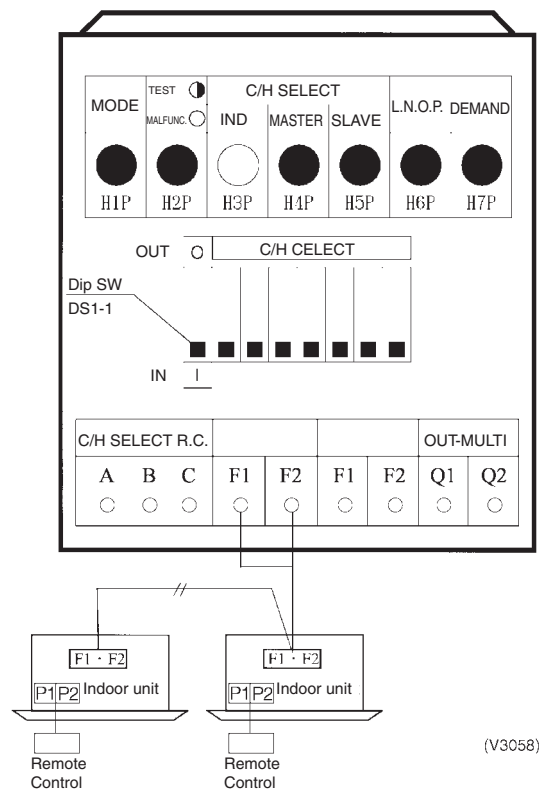 TEST C/H SELECT
MODE MALFUNC. IND MASTER SLAVE L.N.O.P. DEMAND
H1P H2P H3P H4P H5P H6P H7P
OUT C/H CELECT
Dip SW
DS1-1
IN I
C/H SELECT R.C. OUT-MULTI
A B C F1 F2 F1 F2 Q1 Q2
F1 · F2 F1 · F2
P1 P2 Indoor unit P1 P2 Indoor unit
Remote Control Remote Control
(V3058)